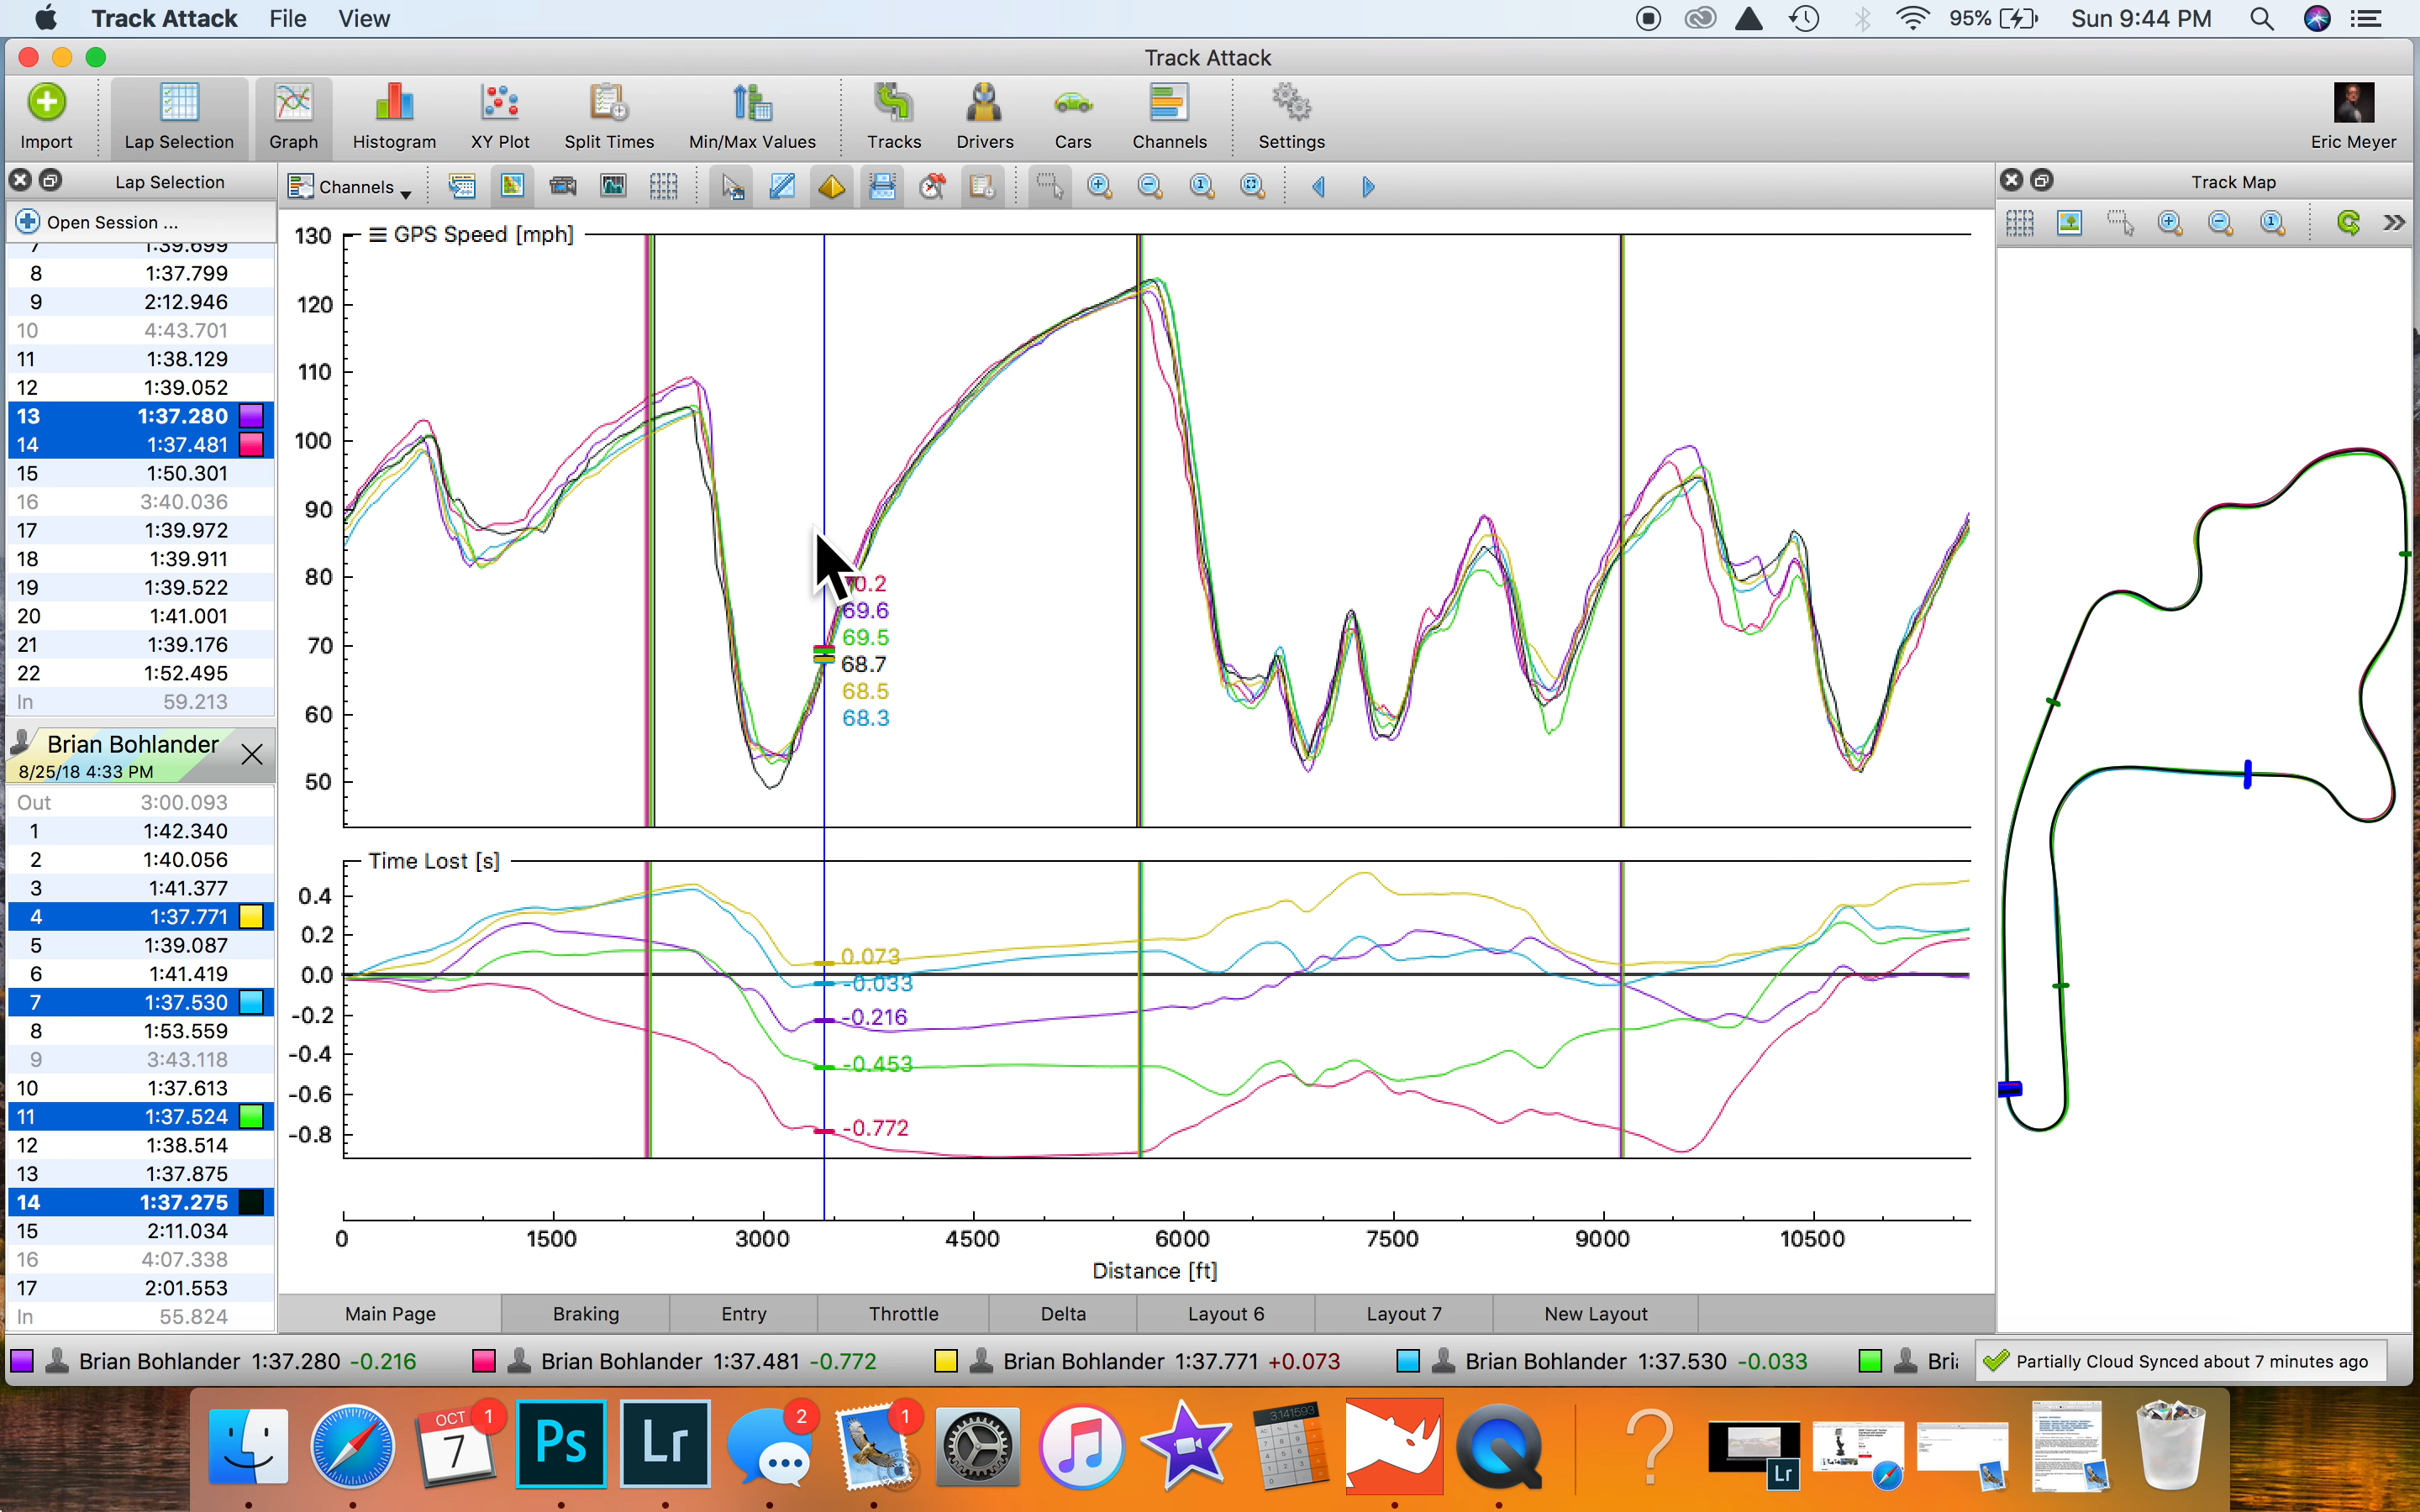 Track Attack File View 95% Sun 9:44 PM
Track Attack
Import Lap Selection Graph Histogram XY Plot Split Times Min/Max Values Tracks Drivers Cars Channels Settings Eric Meyer
Lap Selection
Channels
Track Map
Open Session ...
7 1:39.699
8 1:37.799
9 2:12.946
10 4:43.701
11 1:38.129
12 1:39.052
13 1:37.280
14 1:37.481
15 1:50.301
16 3:40.036
17 1:39.972
18 1:39.911
19 1:39.522
20 1:41.001
21 1:39.176
22 1:52.495
In 59.213
Brian Bohlander
8/25/18 4:33 PM
Out 3:00.093
1 1:42.340
2 1:40.056
3 1:41.377
4 1:37.771
5 1:39.087
6 1:41.419
7 1:37.530
8 1:53.559
9 3:43.118
10 1:37.613
11 1:37.524
12 1:38.514
13 1:37.875
14 1:37.275
15 2:11.034
16 4:07.338
17 2:01.553
In 55.824
GPS Speed [mph]
130
120
110
100
90
80
70
60
50
0.2
69.6
69.5
68.7
68.5
68.3
Time Lost [s]
0.4
0.2
0.0
-0.2
-0.4
-0.6
-0.8
0.073
-0.033
-0.216
-0.453
-0.772
0 1500 3000 4500 6000 7500 9000 10500
Distance [ft]
Main Page Braking Entry Throttle Delta Layout 6 Layout 7 New Layout
Brian Bohlander 1:37.280 -0.216 Brian Bohlander 1:37.481 -0.772 Brian Bohlander 1:37.771 +0.073 Brian Bohlander 1:37.530 -0.033 Bri Partially Cloud Synced about 7 minutes ago
OCT 1
7
Ps
Lr
2
1
3.141593
Lr